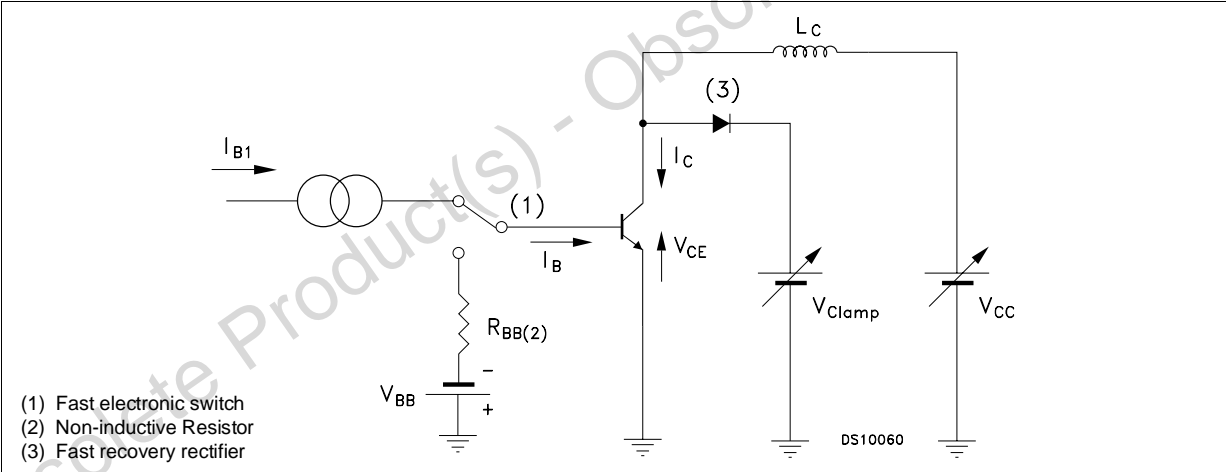 Obsolete Product(s) - Obsol
L C
(3)
I B1
I C
(1)
I B
V CE
V Clamp
V CC
R BB(2)
V BB
-
+
(1) Fast electronic switch
(2) Non-inductive Resistor
(3) Fast recovery rectifier
DS10060